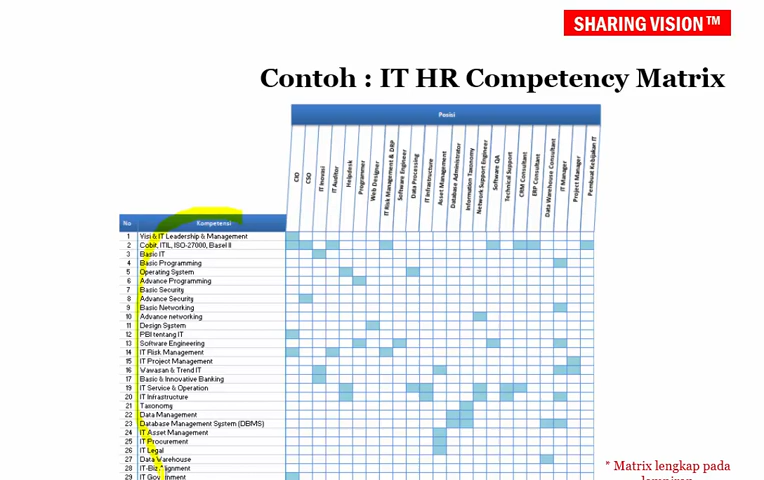 SHARING VISION™
Contoh : IT HR Competency Matrix
Posisi
CIO
CSO
IT Inovasi
IT Auditor
Helpdesk
Programmer
Web Designer
IT Risk Management & DRP
Software Engineer
Data Processing
IT Infrastructure
Asset Management
Database Administrator
Information Taxonomy
Network Support Engineer
Software QA
Technical Support
CRM Consultant
ERP Consultant
Data Warehouse Consultant
IT Manager
Project Manager
Pembuat Kebijakan IT
No Kompetensi
1 Visi & IT Leadership & Management
2 Cobit, ITIL, ISO-27000, Basel II
3 Basic IT
4 Basic Programming
5 Operating System
6 Advance Programming
7 Basic Security
8 Advance Security
9 Basic Networking
10 Advance networking
11 Design System
12 PBI tentang IT
13 Software Engineering
14 IT Risk Management
15 IT Project Management
16 Wawasan & Trend IT
17 Basic & Innovative Banking
19 IT Service & Operation
20 IT Infrastructure
21 Taxonomy
22 Data Management
23 Database Management System (DBMS)
24 IT Asset Management
25 IT Procurement
26 IT Legal
27 Data Warehouse
28
29 IT
* Matrix lengkap pada
lampiran